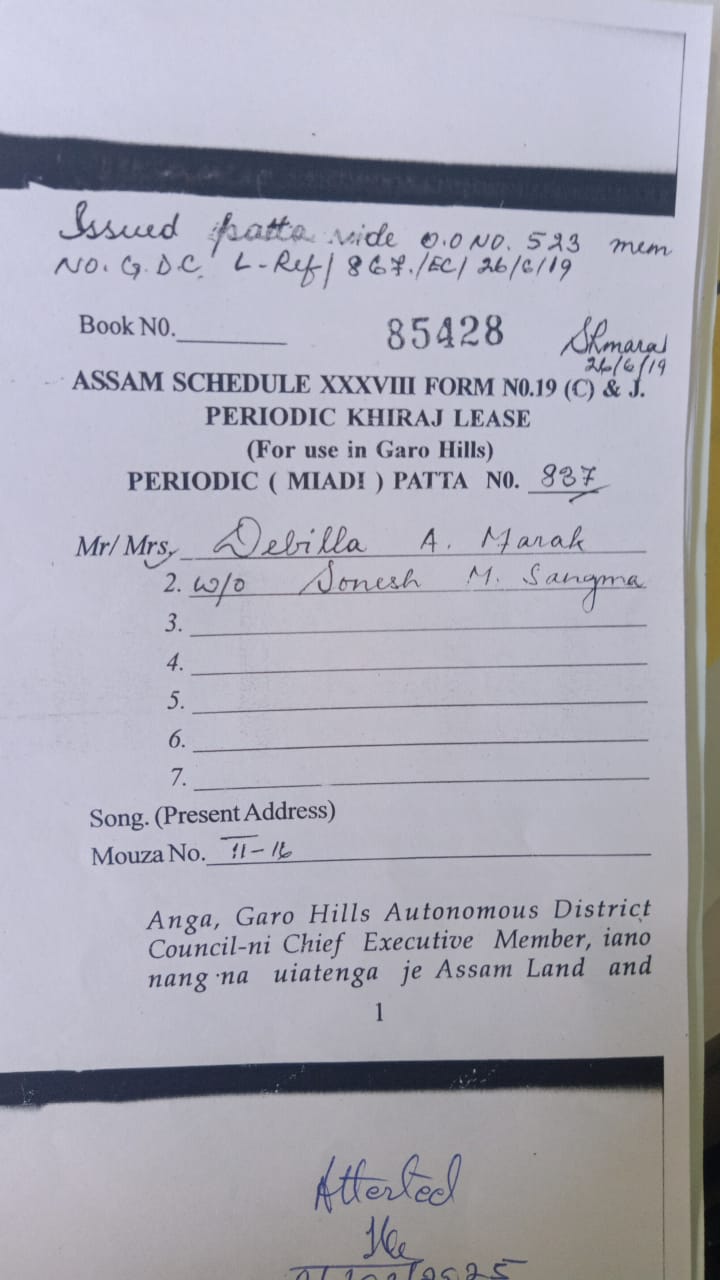 Issued patta vide O.O NO. 523 mem
NO. G.D.C. L-Ref/ 867./EC/ 26/6/19
Book N0.
85428
26/6/19
ASSAM SCHEDULE XXXVIII FORM N0.19 (C) & J.
PERIODIC KHIRAJ LEASE
(For use in Garo Hills)
PERIODIC ( MIADI ) PATTA N0. 837
Mr/ Mrs, Debilla A. Marak
2. w/o Sonesh M. Sangma
3.
4.
5.
6.
7.
Song. (Present Address)
Mouza No. II-16
Anga, Garo Hills Autonomous District
Council-ni Chief Executive Member, iano
nang·na uiatenga je Assam Land and
1
Attested